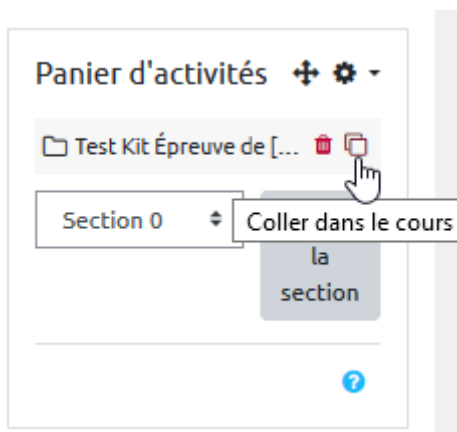 Panier d'activités
Test Kit Épreuve de [...
Section 0
Coller dans le cours
la
section
?